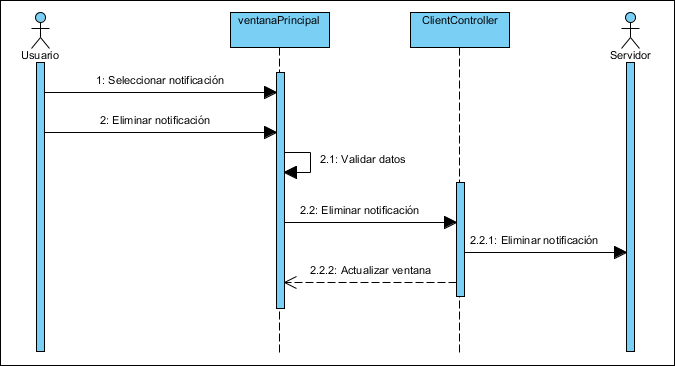 ventanaPrincipal
ClientController
Usuario
Servidor
1: Seleccionar notificación
2: Eliminar notificación
2.1: Validar datos
2.2: Eliminar notificación
2.2.1: Eliminar notificación
2.2.2: Actualizar ventana